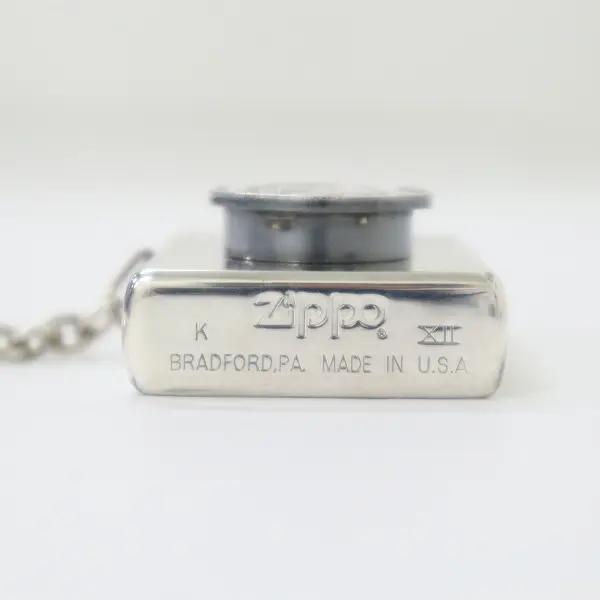 K Zippo® XII
BRADFORD,PA. MADE IN U.S.A